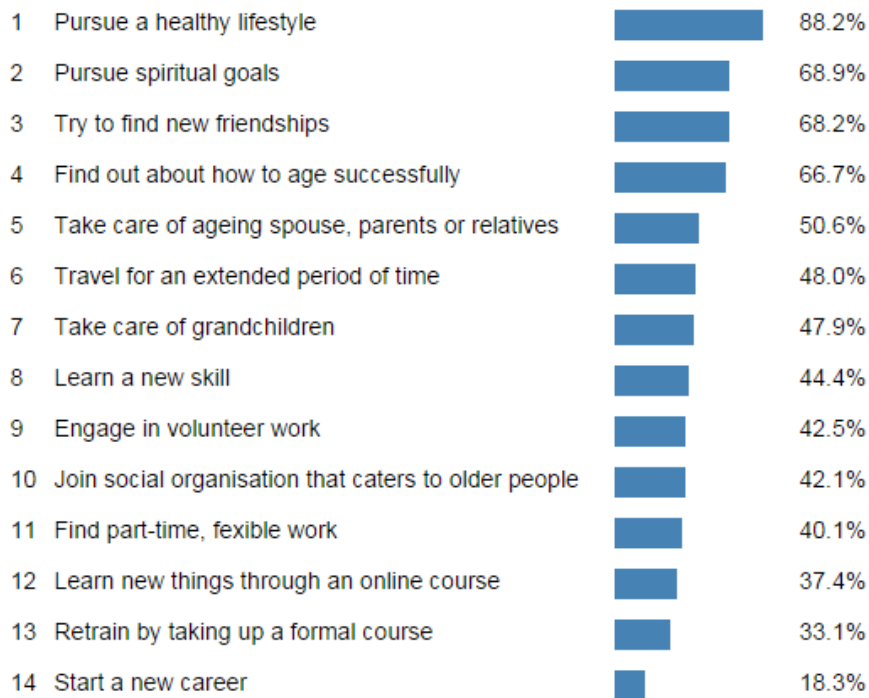 1 Pursue a healthy lifestyle 88.2%
2 Pursue spiritual goals 68.9%
3 Try to find new friendships 68.2%
4 Find out about how to age successfully 66.7%
5 Take care of ageing spouse, parents or relatives 50.6%
6 Travel for an extended period of time 48.0%
7 Take care of grandchildren 47.9%
8 Learn a new skill 44.4%
9 Engage in volunteer work 42.5%
10 Join social organisation that caters to older people 42.1%
11 Find part-time, fexible work 40.1%
12 Learn new things through an online course 37.4%
13 Retrain by taking up a formal course 33.1%
14 Start a new career 18.3%